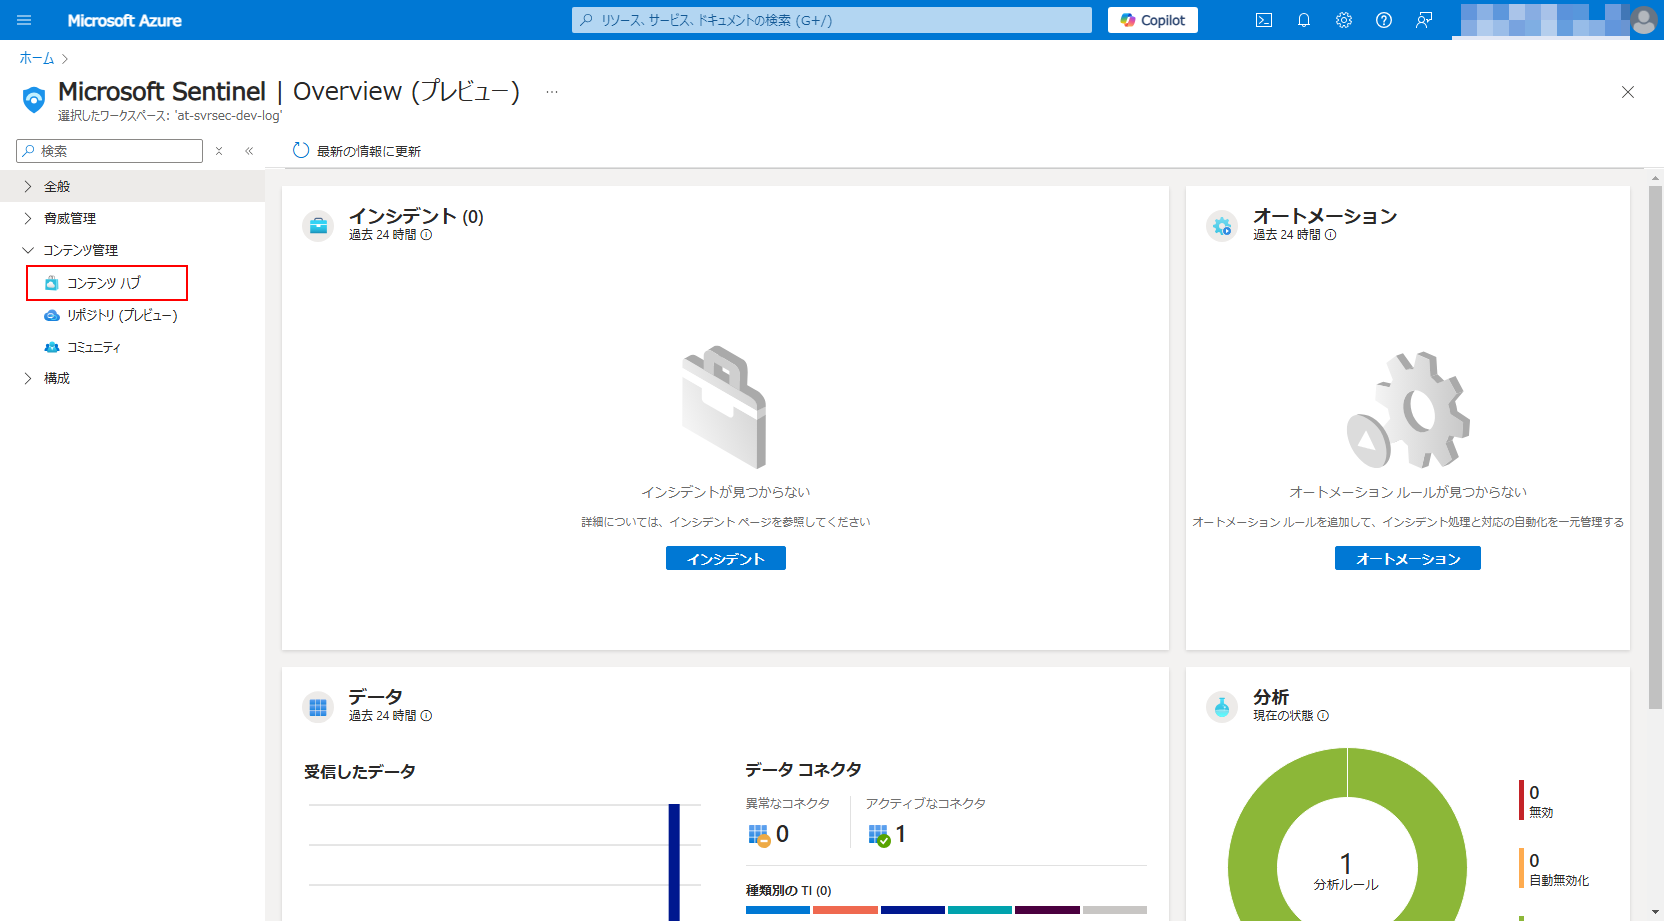 Microsoft Azure
リソース、サービス、ドキュメントの検索 (G+/)
Copilot
ホーム
Microsoft Sentinel | Overview (プレビュー)
選択したワークスペース: 'at-svrsec-dev-log'
検索
最新の情報に更新
全般
脅威管理
コンテンツ管理
コンテンツ ハブ
リポジトリ (プレビュー)
コミュニティ
構成
インシデント (0)
過去 24 時間
インシデントが見つからない
詳細については、インシデント ページを参照してください
インシデント
オートメーション
過去 24 時間
オートメーション ルールが見つからない
オートメーション ルールを追加して、インシデント処理と対応の自動化を一元管理する
オートメーション
データ
過去 24 時間
受信したデータ
データ コネクタ
異常なコネクタ
0
アクティブなコネクタ
1
種類別の TI (0)
分析
現在の状態
1
分析ルール
0
無効
0
自動無効化